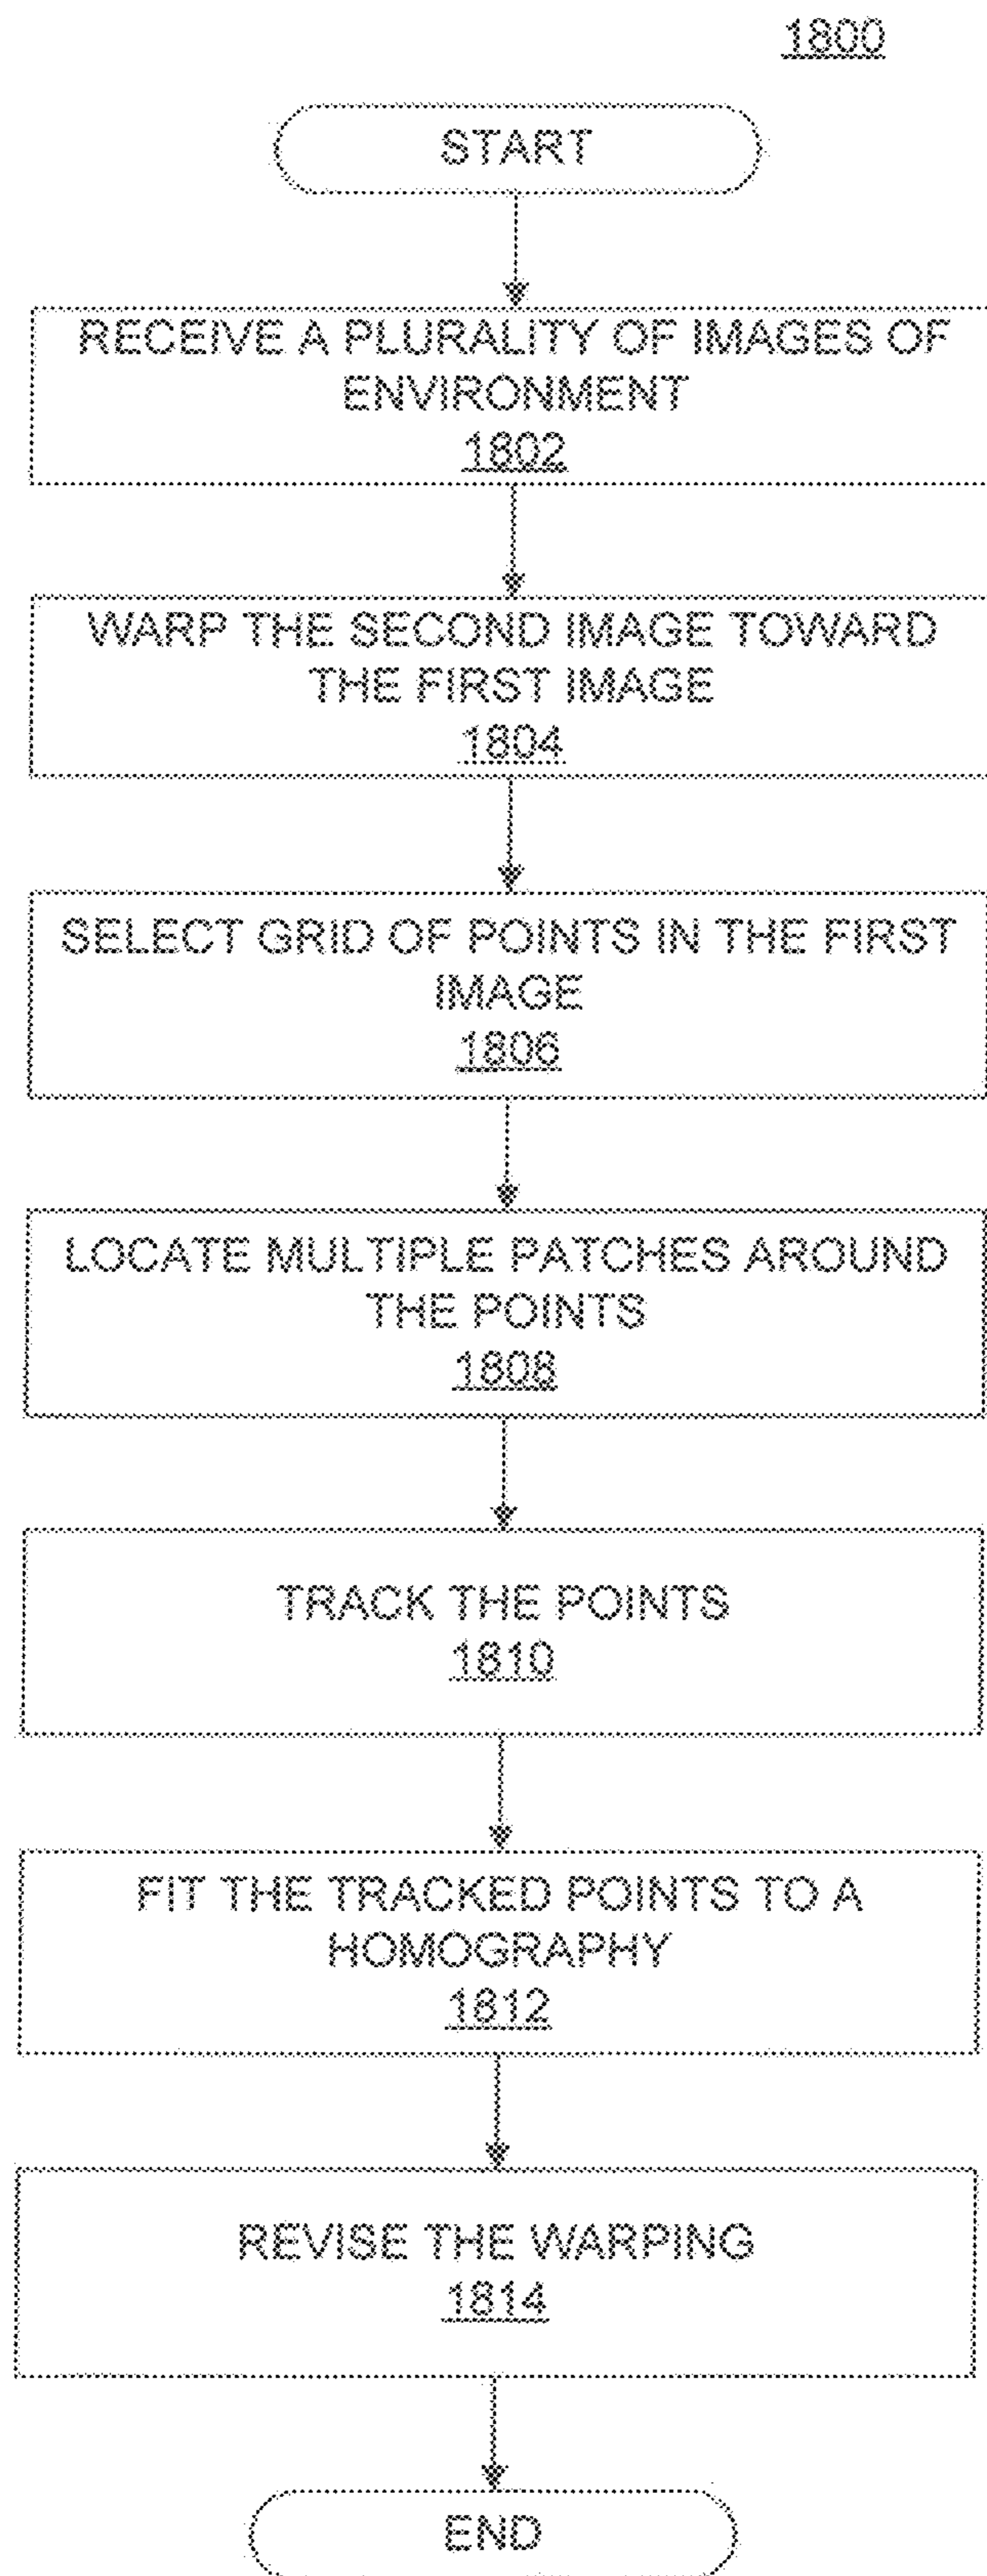 1800
START
RECEIVE A PLURALITY OF IMAGES OF
ENVIRONMENT
1802
WARP THE SECOND IMAGE TOWARD
THE FIRST IMAGE
1804
SELECT GRID OF POINTS IN THE FIRST
IMAGE
1806
LOCATE MULTIPLE PATCHES AROUND
THE POINTS
1808
TRACK THE POINTS
1810
FIT THE TRACKED POINTS TO A
HOMOGRAPHY
1812
REVISE THE WARPING
1814
END